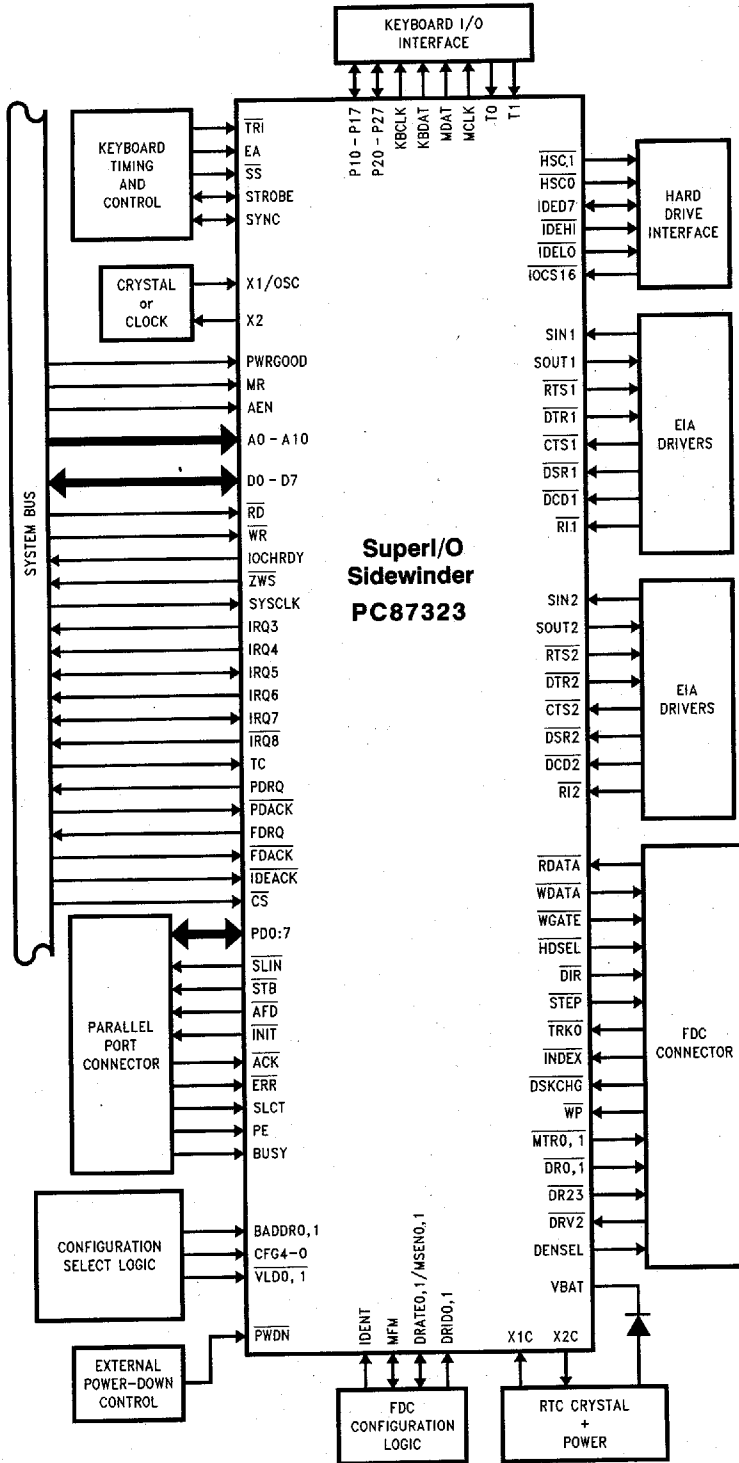 KEYBOARD I/O
INTERFACE
P10 - P17
P20 - P27
KBCLK
KBDAT
MDAT
MCLK
T0
T1
KEYBOARD
TIMING
AND
CONTROL
TRI
EA
SS
STROBE
SYNC
CRYSTAL
or
CLOCK
X1/OSC
X2
SYSTEM BUS
PWRGOOD
MR
AEN
A0 - A10
D0 - D7
RD
WR
IOCHRDY
ZWS
SYSCLK
IRQ3
IRQ4
IRQ5
IRQ6
IRQ7
IRQ8
TC
PDRQ
PDACK
FDRQ
FDACK
IDEACK
CS
PARALLEL
PORT
CONNECTOR
PD0:7
SLIN
STB
AFD
INIT
ACK
ERR
SLCT
PE
BUSY
CONFIGURATION
SELECT LOGIC
BADDR0,1
CFG4-0
VLD0, 1
EXTERNAL
POWER-DOWN
CONTROL
PWDN
SuperI/O
Sidewinder
PC87323
HSC1
HSC0
IDED7
IDEHI
IDELO
IOCS16
HARD
DRIVE
INTERFACE
SIN1
SOUT1
RTS1
DTR1
CTS1
DSR1
DCD1
RI1
EIA
DRIVERS
SIN2
SOUT2
RTS2
DTR2
CTS2
DSR2
DCD2
RI2
EIA
DRIVERS
RDATA
WDATA
WGATE
HDSEL
DIR
STEP
TRK0
INDEX
DSKCHG
WP
MTR0, 1
DR0,1
DR23
DRV2
DENSEL
FDC
CONNECTOR
VBAT
IDENT
MFM
DRATE0,1/MSEN0,1
DRID0,1
X1C
X2C
FDC
CONFIGURATION
LOGIC
RTC CRYSTAL
+
POWER